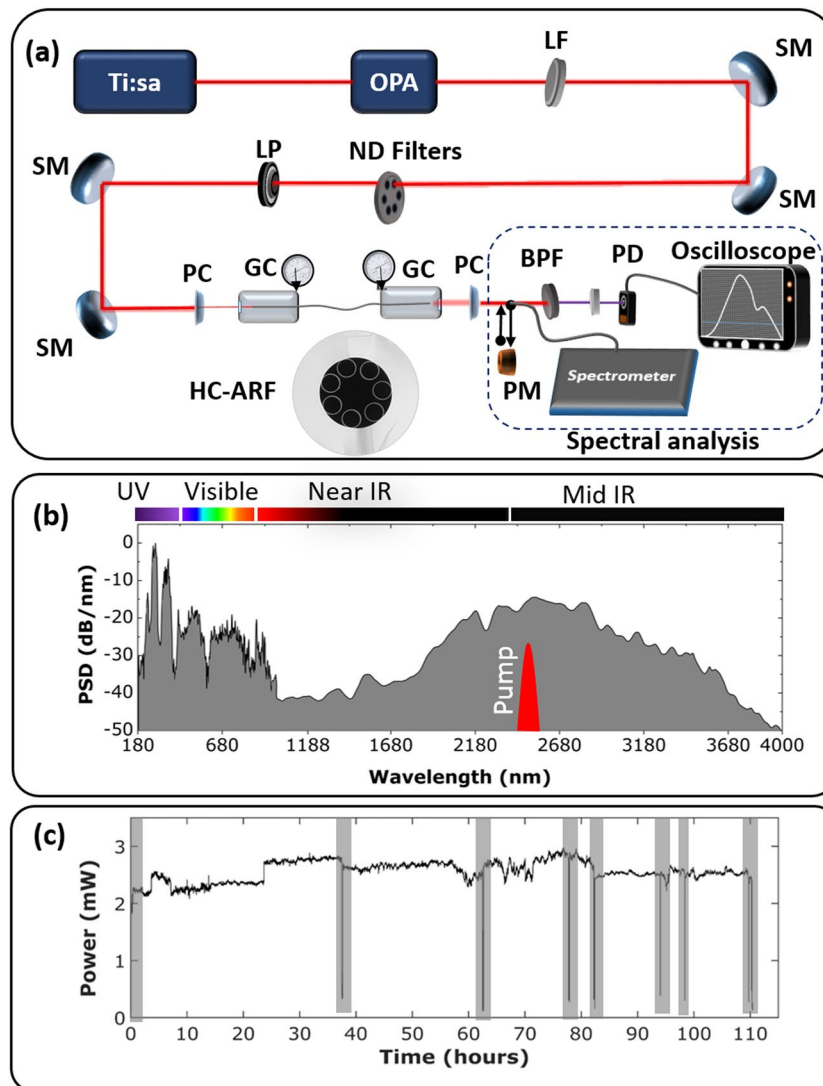 (a)
Ti:sa
OPA
LF
SM
SM
LP
ND Filters
SM
SM
PC
GC
GC
PC
BPF
PD
Oscilloscope
HC-ARF
PM
Spectrometer
Spectral analysis
(b)
UV Visible Near IR Mid IR
PSD (dB/nm)
0
-10
-20
-30
-40
-50
Pump
180 680 1188 1680 2180 2680 3180 3680 4000
Wavelength (nm)
(c)
Power (mW)
3
2
1
0
0 10 20 30 40 50 60 70 80 90 100 110
Time (hours)